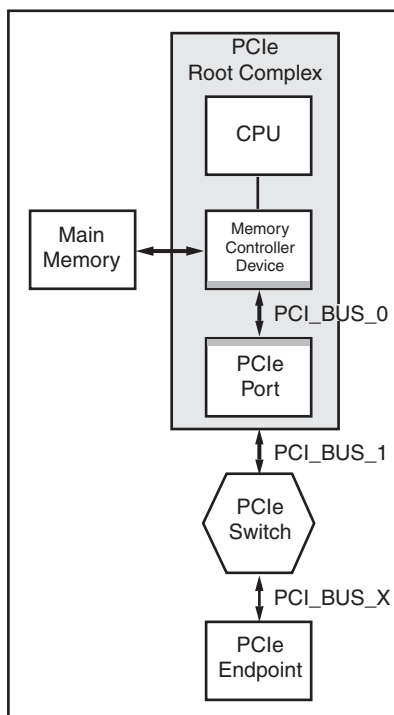 PCIe
Root Complex
CPU
Main
Memory
Memory
Controller
Device
PCI_BUS_0
PCIe
Port
PCI_BUS_1
PCIe
Switch
PCI_BUS_X
PCIe
Endpoint